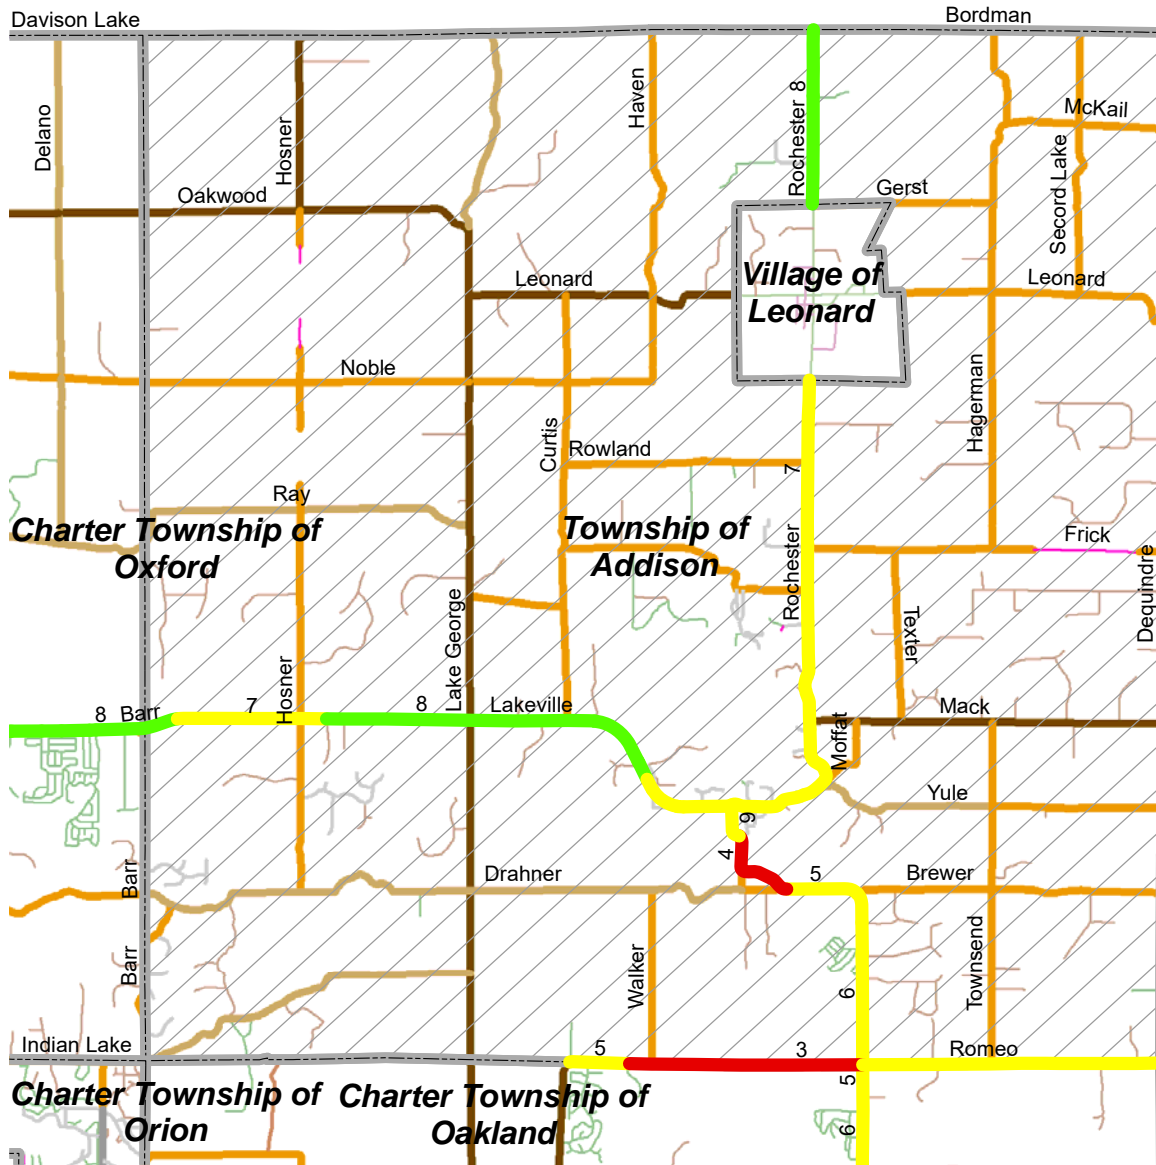 Davison Lake
Bordman
Delano
Hosner
Haven
Rochester 8
McKail
Second Lake
Oakwood
Gerst
Leonard
Village of
Leonard
Leonard
Noble
Hagerman
Curtis
Rowland
7
Ray
Charter Township of
Oxford
Township of
Addison
Rochester
Frick
Dequindre
Texter
Lake George
Hosner
8
Barr
7
8
Lakeville
Mack
Moffat
Yule
9
4
Drahner
5
Brewer
Barr
Barr
Walker
6
Townsend
Indian Lake
5
3
Romeo
5
Charter Township of
Orion
Charter Township of
Oakland
6